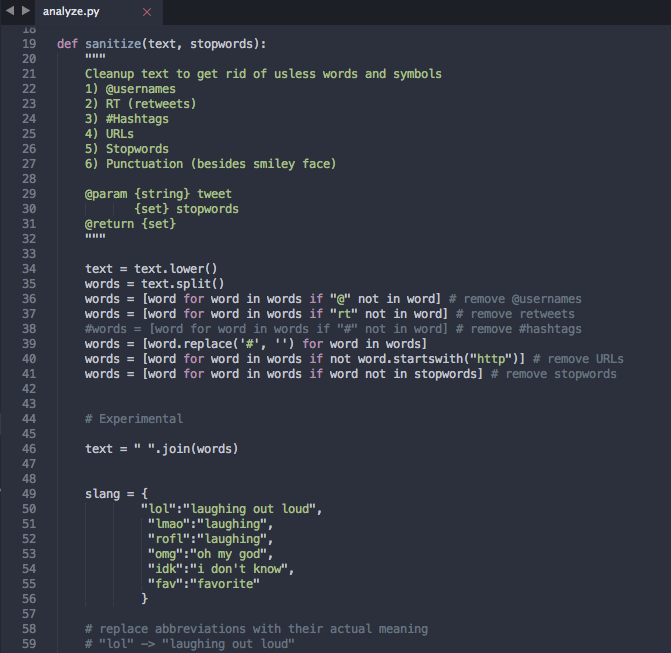 analyze.py
18
19 def sanitize(text, stopwords):
20 """
21 Cleanup text to get rid of usless words and symbols
22 1) @usernames
23 2) RT (retweets)
24 3) #Hashtags
25 4) URLs
26 5) Stopwords
27 6) Punctuation (besides smiley face)
28
29 @param {string} tweet
30 {set} stopwords
31 @return {set}
32 """
33
34 text = text.lower()
35 words = text.split()
36 words = [word for word in words if "@" not in word] # remove @usernames
37 words = [word for word in words if "rt" not in word] # remove retweets
38 #words = [word for word in words if "#" not in word] # remove #hashtags
39 words = [word.replace('#', '') for word in words]
40 words = [word for word in words if not word.startswith("http")] # remove URLs
41 words = [word for word in words if word not in stopwords] # remove stopwords
42
43
44 # Experimental
45
46 text = " ".join(words)
47
48
49 slang = {
50 "lol":"laughing out loud",
51 "lmao":"laughing",
52 "rofl":"laughing",
53 "omg":"oh my god",
54 "idk":"i don't know",
55 "fav":"favorite"
56 }
57
58 # replace abbreviations with their actual meaning
59 # "lol" -> "laughing out loud"